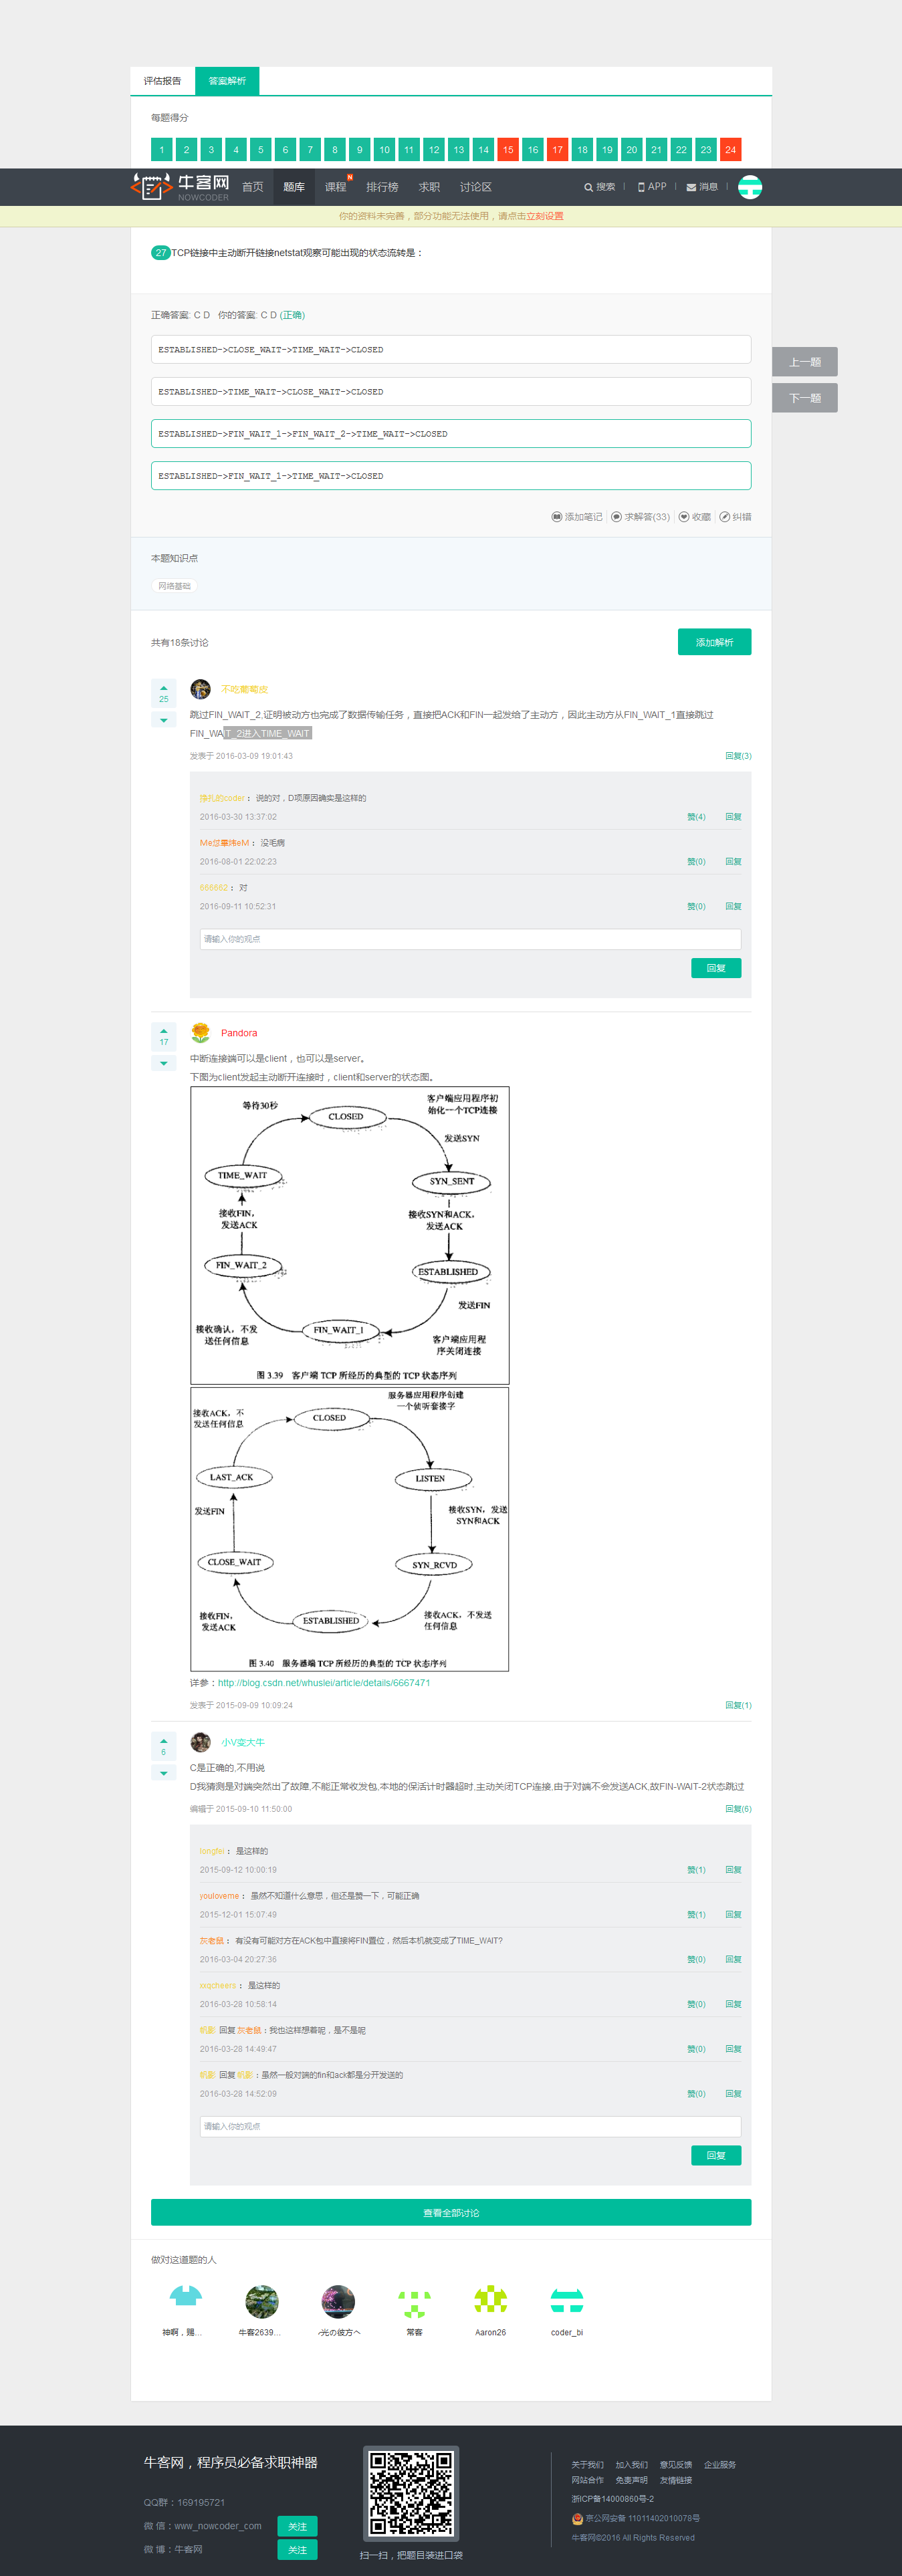 评估报告 答案解析
每题得分
1 2 3 4 5 6 7 8 9 10 11 12 13 14 15 16 17 18 19 20 21 22 23 24
牛客网 NOWCODER 首页 题库 课程 N 排行榜 求职 讨论区 搜索 APP 消息
你的资料未完善，部分功能无法使用，请点击立刻设置
27 TCP链接中主动断开链接netstat观察可能出现的状态流转是：
正确答案: C D 你的答案: C D (正确)
ESTABLISHED->CLOSE_WAIT->TIME_WAIT->CLOSED
上一题
ESTABLISHED->TIME_WAIT->CLOSE_WAIT->CLOSED
下一题
ESTABLISHED->FIN_WAIT_1->FIN_WAIT_2->TIME_WAIT->CLOSED
ESTABLISHED->FIN_WAIT_1->TIME_WAIT->CLOSED
添加笔记 求解答(33) 收藏 纠错
本题知识点
网络基础
共有18条讨论 添加解析
25
不吃葡萄皮
跳过FIN_WAIT_2,证明被动方也完成了数据传输任务，直接把ACK和FIN一起发给了主动方，因此主动方从FIN_WAIT_1直接跳过
FIN_WAIT_2进入TIME_WAIT
发表于 2016-03-09 19:01:43 回复(3)
挣扎的coder： 说的对，D项原因确实是这样的
2016-03-30 13:37:02 赞(4) 回复
没毛病
2016-08-01 22:02:23 赞(0) 回复
666662： 对
2016-09-11 10:52:31 赞(0) 回复
请输入你的观点
回复
17
Pandora
中断连接端可以是client，也可以是server。
下图为client发起主动断开连接时，client和server的状态图。
等待30秒
客户端应用程序初
始化一个TCP连接
CLOSED
发送SYN
TIME_WAIT
SYN_SENT
接收FIN，
发送ACK
接收SYN和ACK，
发送ACK
FIN_WAIT_2
ESTABLISHED
发送FIN
接收确认，不发
送任何信息
FIN_WAIT_1
客户端应用程
序关闭连接
图 3.39 客户端 TCP 所经历的典型的 TCP 状态序列
服务器应用程序创建
一个侦听套接字
接收ACK，不
发送任何信息
CLOSED
LAST_ACK
LISTEN
发送FIN
接收SYN，发送
SYN和ACK
CLOSE_WAIT
SYN_RCVD
接收FIN，
发送ACK
ESTABLISHED
接收ACK，不发送
任何信息
图 3.40 服务器端 TCP 所经历的典型的 TCP 状态序列
详参：http://blog.csdn.net/whuslei/article/details/6667471
发表于 2015-09-09 10:09:24 回复(1)
6
小V变大牛
C是正确的,不用说
D我猜测是对端突然出了故障,不能正常收发包,本地的保活计时器超时,主动关闭TCP连接,由于对端不会发送ACK,故FIN-WAIT-2状态跳过
编辑于 2015-09-10 11:50:00 回复(6)
是这样的
2015-09-12 10:00:19 赞(1) 回复
youloveme： 虽然不知道什么意思，但还是赞一下，可能正确
2015-12-01 15:07:49 赞(1) 回复
灰老鼠： 有没有可能对方在ACK包中直接将FIN置位，然后本机就变成了TIME_WAIT?
2016-03-04 20:27:36 赞(0) 回复
是这样的
2016-03-28 10:58:14 赞(0) 回复
帆影 回复 灰老鼠：我也这样想着呢，是不是呢
2016-03-28 14:49:47 赞(0) 回复
帆影 回复 帆影：虽然一般对端的fin和ack都是分开发送的
2016-03-28 14:52:09 赞(0) 回复
请输入你的观点
回复
查看全部讨论
做对这道题的人
神啊，赐... 牛客2639... 光の彼方へ 常客 Aaron26 coder_bi
牛客网，程序员必备求职神器
QQ群：169195721
微 信：www_nowcoder_com 关注
微 博：牛客网 关注
扫一扫，把题目装进口袋
关于我们 加入我们 意见反馈 企业服务
网站合作 免责声明 友情链接
浙ICP备14000860号-2
京公网安备 11011402010078号
牛客网©2016 All Rights Reserved